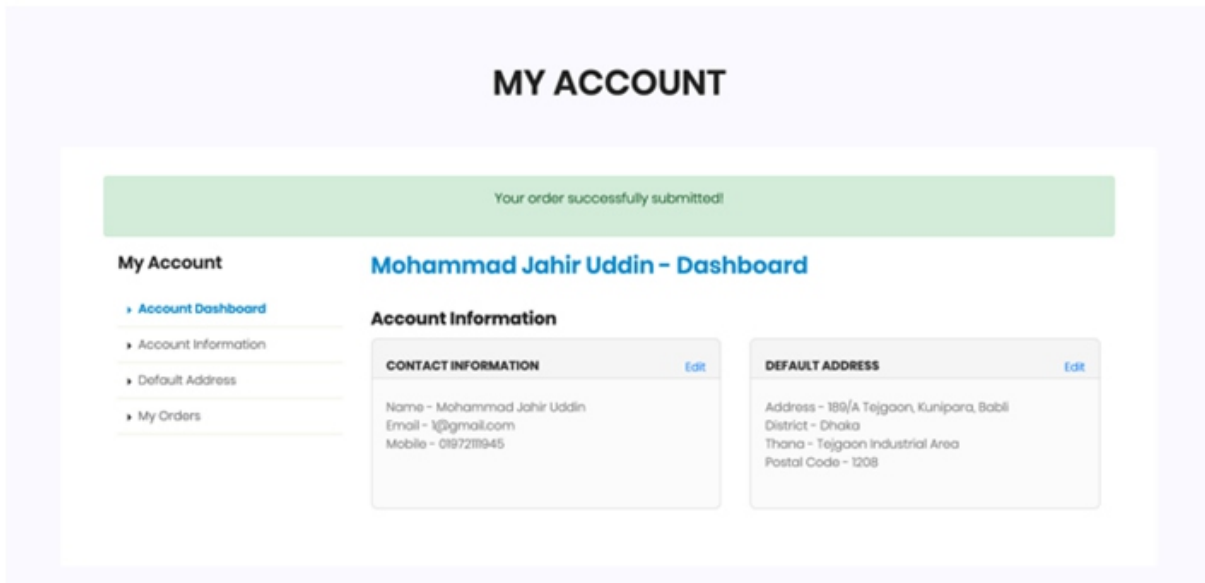 MY ACCOUNT
Your order successfully submitted!
My Account
Account Dashboard
Account Information
Default Address
My Orders
Mohammad Jahir Uddin - Dashboard
Account Information
CONTACT INFORMATION
Edit
Name - Mohammad Jahir Uddin
Email - 1@gmail.com
Mobile - 01972111945
DEFAULT ADDRESS
Edit
Address - 189/A Tejgaon, Kunipara, Babli
District - Dhaka
Thana - Tejgaon Industrial Area
Postal Code - 1208